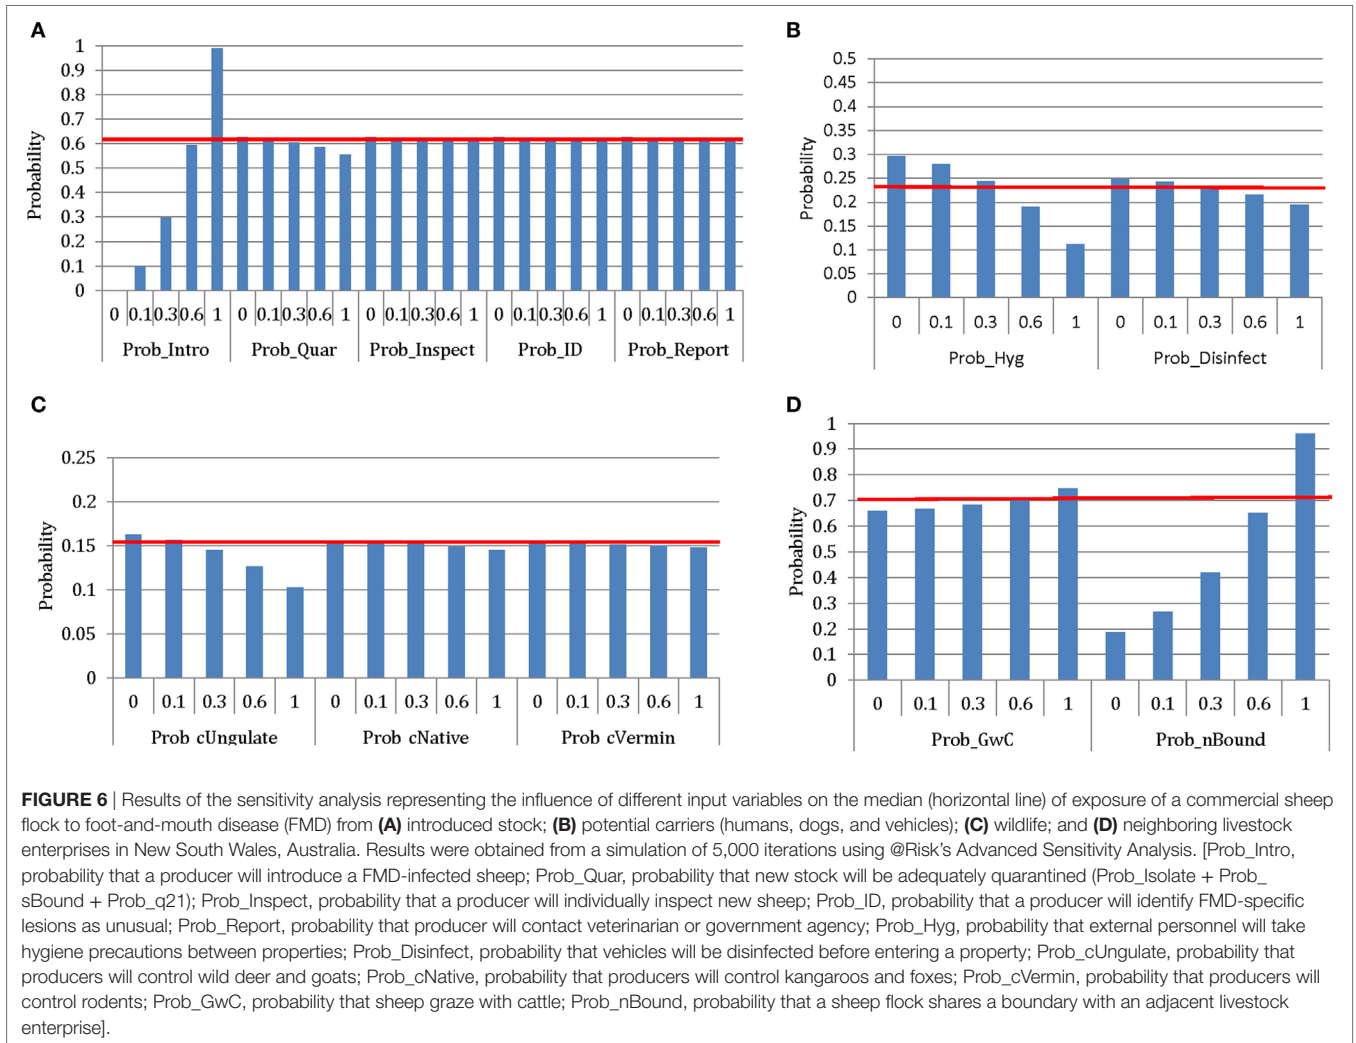 A
1
0.9
0.8
0.7
0.6
0.5
0.4
0.3
0.2
0.1
0
Probability
0 0.1 0.3 0.6 1 0 0.1 0.3 0.6 1 0 0.1 0.3 0.6 1 0 0.1 0.3 0.6 1 0 0.1 0.3 0.6 1
Prob_Intro Prob_Quar Prob_Inspect Prob_ID Prob_Report
B
0.5
0.45
0.4
0.35
0.3
0.25
0.2
0.15
0.1
0.05
0
Probability
0 0.1 0.3 0.6 1 0 0.1 0.3 0.6 1
Prob_Hyg Prob_Disinfect
C
0.25
0.2
0.15
0.1
0.05
0
Probability
0 0.1 0.3 0.6 1 0 0.1 0.3 0.6 1 0 0.1 0.3 0.6 1
Prob cUngulate Prob cNative Prob cVermin
D
1
0.9
0.8
0.7
0.6
0.5
0.4
0.3
0.2
0.1
0
Probability
0 0.1 0.3 0.6 1 0 0.1 0.3 0.6 1
Prob_GwC Prob_nBound
FIGURE 6 | Results of the sensitivity analysis representing the influence of different input variables on the median (horizontal line) of exposure of a commercial sheep
flock to foot-and-mouth disease (FMD) from (A) introduced stock; (B) potential carriers (humans, dogs, and vehicles); (C) wildlife; and (D) neighboring livestock
enterprises in New South Wales, Australia. Results were obtained from a simulation of 5,000 iterations using @Risk's Advanced Sensitivity Analysis. [Prob_Intro,
probability that a producer will introduce a FMD-infected sheep; Prob_Quar, probability that new stock will be adequately quarantined (Prob_Isolate + Prob_
sBound + Prob_q21); Prob_Inspect, probability that a producer will individually inspect new sheep; Prob_ID, probability that a producer will identify FMD-specific
lesions as unusual; Prob_Report, probability that producer will contact veterinarian or government agency; Prob_Hyg, probability that external personnel will take
hygiene precautions between properties; Prob_Disinfect, probability that vehicles will be disinfected before entering a property; Prob_cUngulate, probability that
producers will control wild deer and goats; Prob_cNative, probability that producers will control kangaroos and foxes; Prob_cVermin, probability that producers will
control rodents; Prob_GwC, probability that sheep graze with cattle; Prob_nBound, probability that a sheep flock shares a boundary with an adjacent livestock
enterprise].